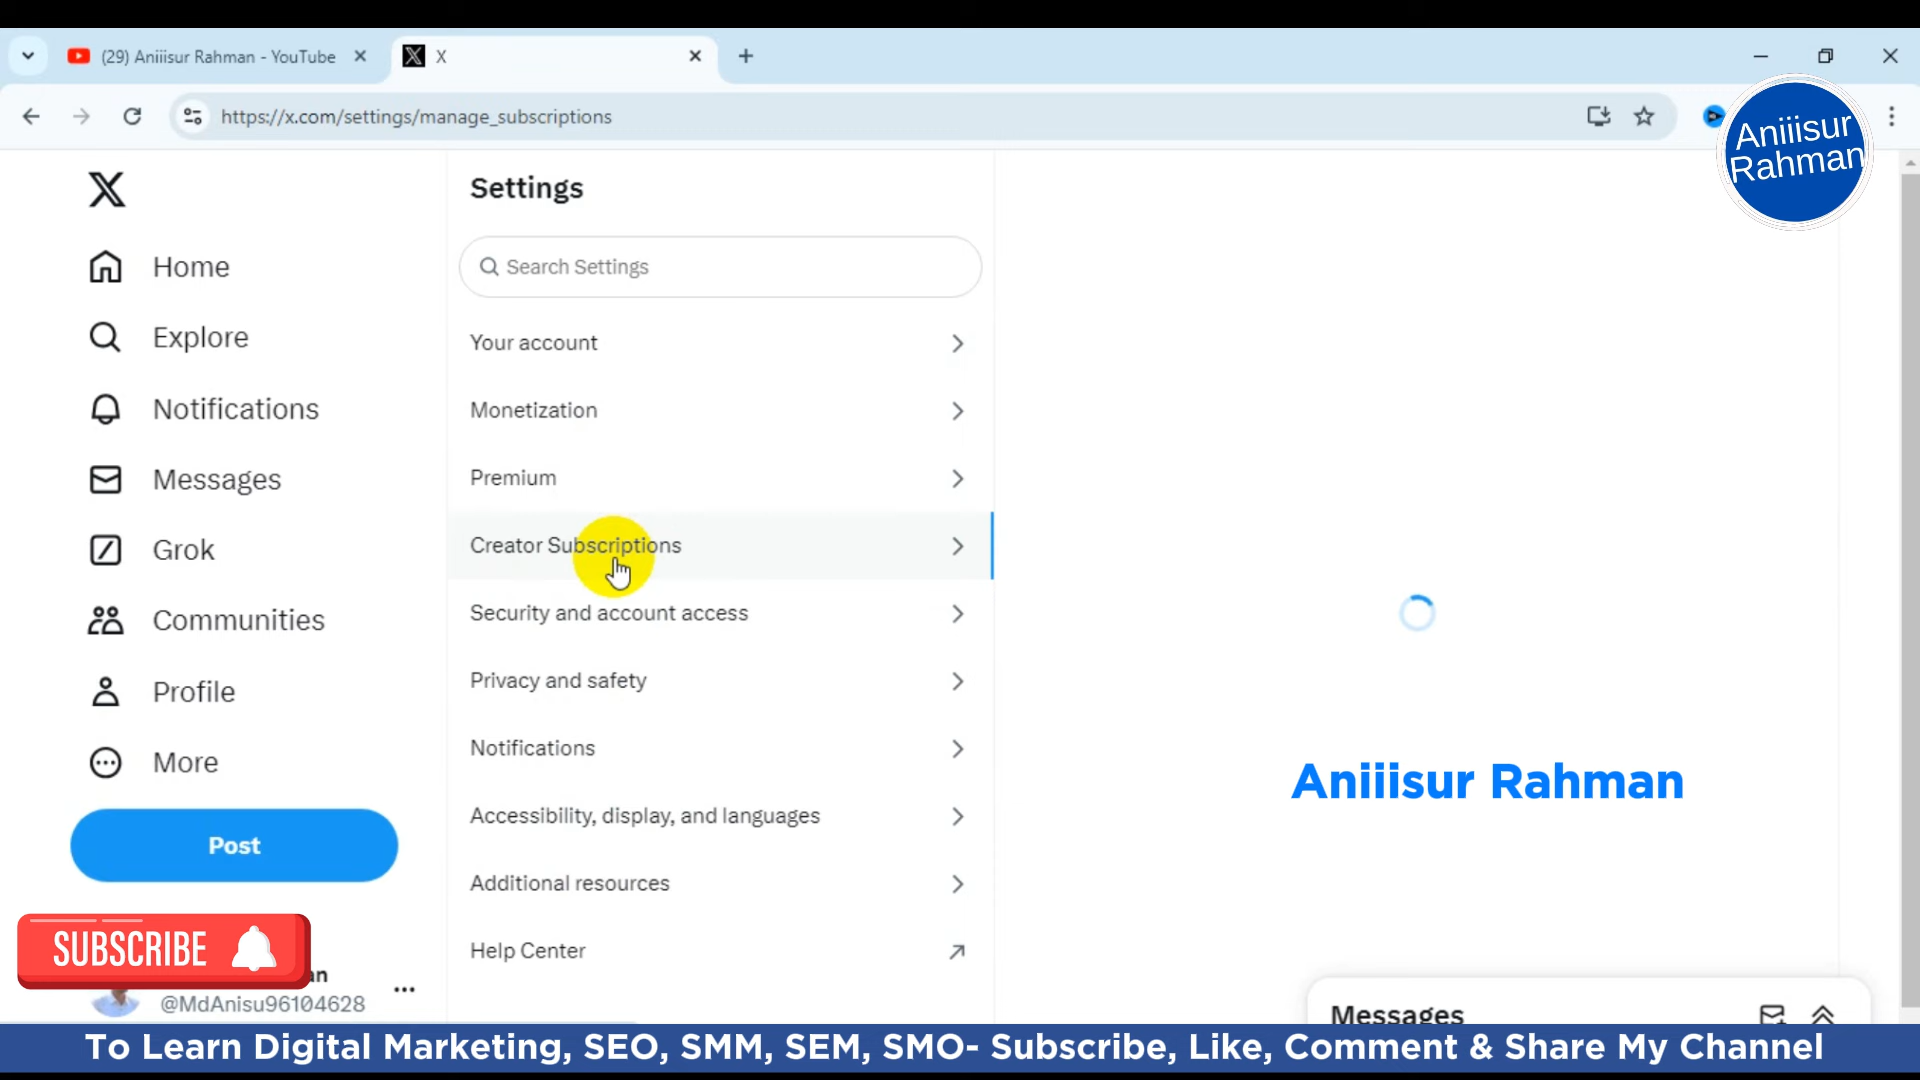 (29) Aniiisur Rahman - YouTube
X
https://x.com/settings/manage_subscriptions
Aniiisur
Rahman
Home
Explore
Notifications
Messages
Grok
Communities
Profile
More
Post
SUBSCRIBE
an
@MdAnisu96104628
Settings
Search Settings
Your account
Monetization
Premium
Creator Subscriptions
Security and account access
Privacy and safety
Notifications
Accessibility, display, and languages
Additional resources
Help Center
Aniiisur Rahman
Messages
To Learn Digital Marketing, SEO, SMM, SEM, SMO- Subscribe, Like, Comment & Share My Channel